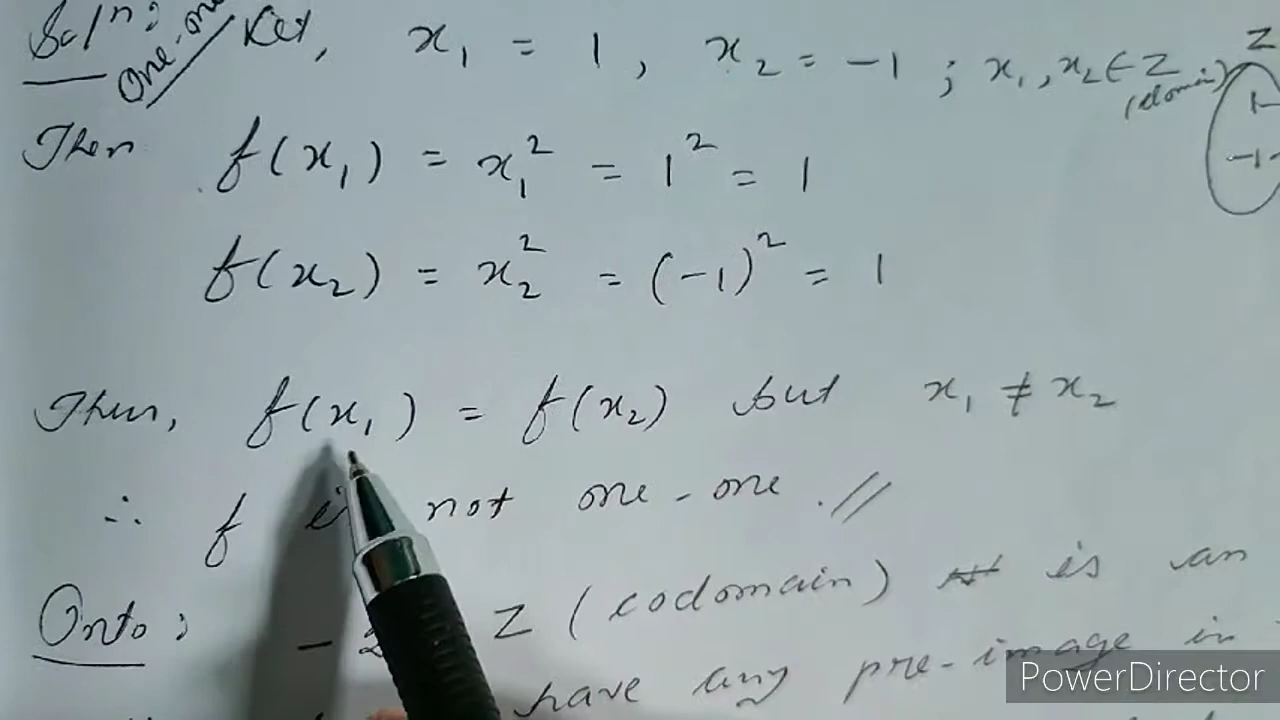 Solⁿ: One-one Let, x₁ = 1, x₂ = -1 ; x₁, x₂ ∈ Z (domain)
Z
1
-1
Then f(x₁) = x₁² = 1² = 1
f(x₂) = x₂² = (-1)² = 1
Thus, f(x₁) = f(x₂) but x₁ ≠ x₂
∴ f is not one-one. //
Onto : - Z (codomain) is an
have any pre-image in
PowerDirector